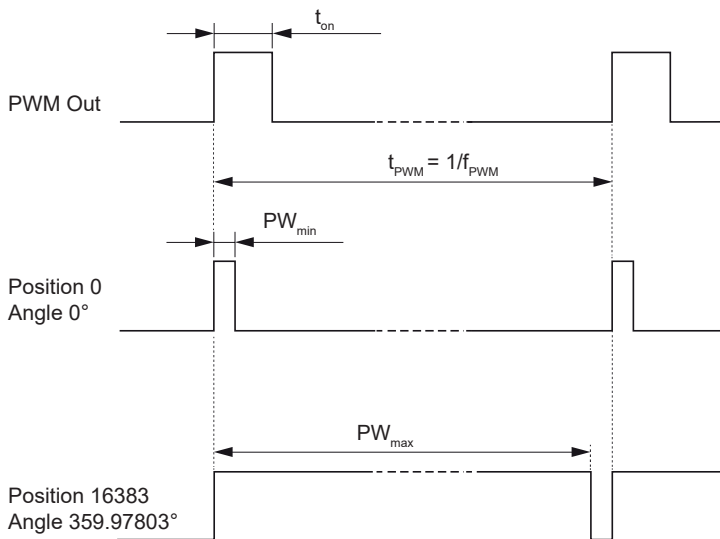 t_on
PWM Out
t_PWM = 1/f_PWM
PW_min
Position 0
Angle 0°
PW_max
Position 16383
Angle 359.97803°